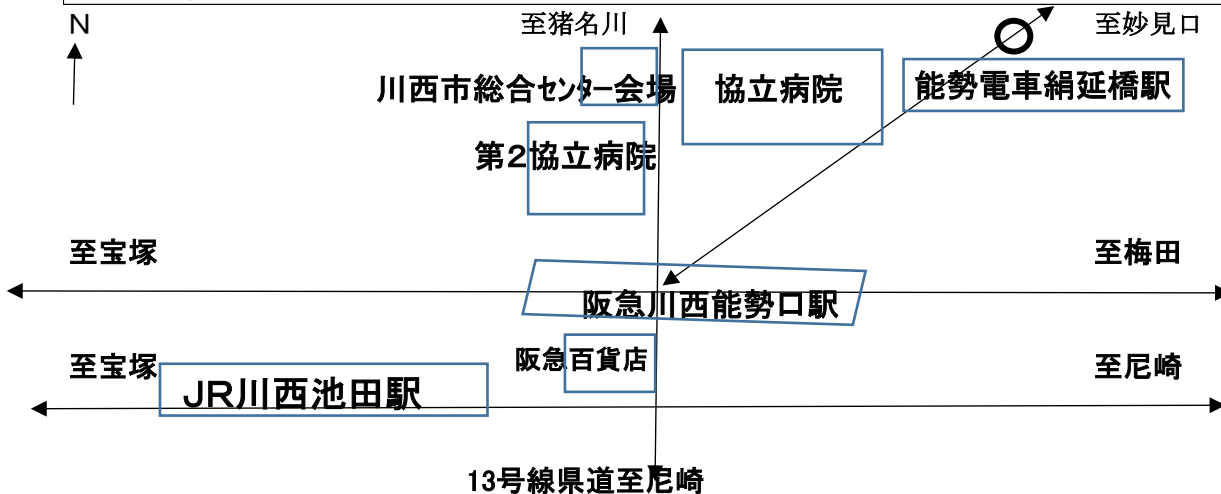 N
至猪名川
至妙見口
川西市総合センター会場
協立病院
能勢電車絹延橋駅
第2協立病院
至宝塚
至梅田
阪急川西能勢口駅
阪急百貨店
至宝塚
至尼崎
JR川西池田駅
13号線県道至尼崎